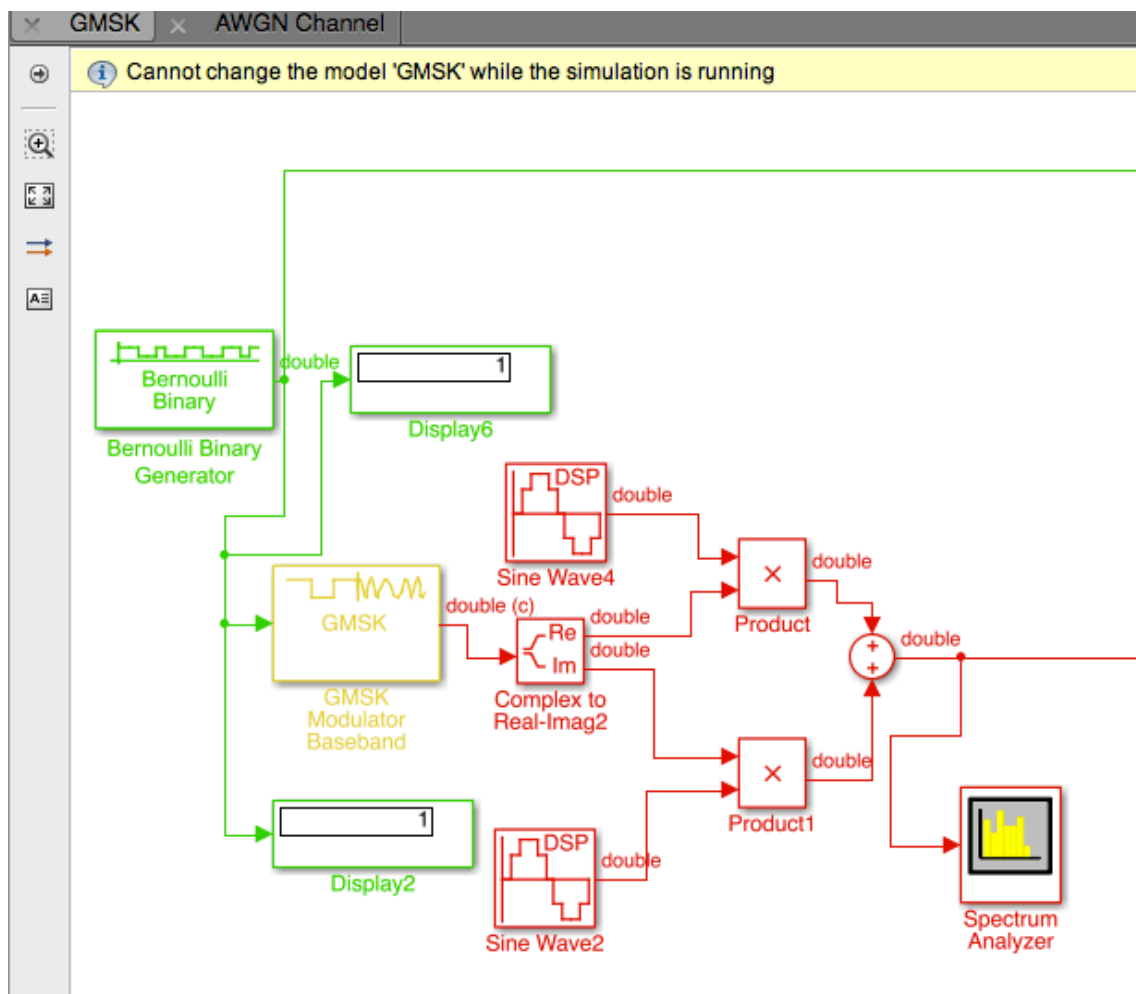 GMSK
AWGN Channel
Cannot change the model 'GMSK' while the simulation is running
Bernoulli
Binary
double
1
Bernoulli Binary
Generator
Display6
DSP
double
Sine Wave4
GMSK
double (c)
Re
Im
double
double
×
double
Product
GMSK
Modulator
Baseband
Complex to
Real-Imag2
+
+
double
×
double
Product1
1
Display2
DSP
double
Sine Wave2
Spectrum
Analyzer